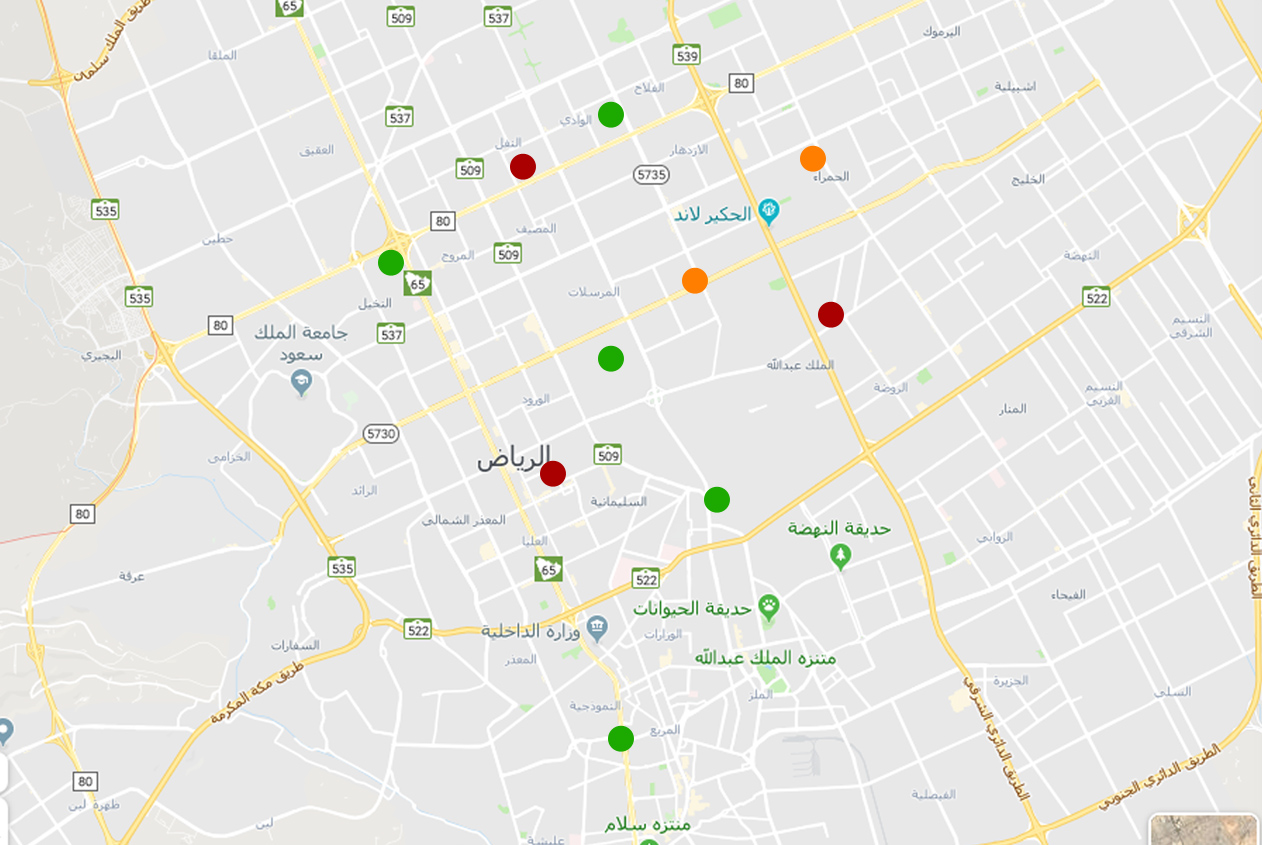 65
509
537
طريق الملك سلمان
الملقا
539
اليرموك
80
اشبيلية
الفلاح
537
الوادي
النفل
العقيق
509
5735
الازدهار
الحمراء
الخليج
535
الحكير لاند
80
المصيف
حطين
المروج
509
النهضة
65
النخيل
المرسلات
535
522
80
537
جامعة الملك
سعود
النسيم
الشرقي
البجيري
الملك عبدالله
الروضة
النسيم
الغربي
الورود
المنار
5730
الرياض
509
الخزامى
الرائد
السليمانية
80
المعذر الشمالي
حديقة النهضة
العليا
الروابي
الطريق الدائري الثاني
535
65
522
عرقة
الفيحاء
حديقة الحيوانات
522
وزارة الداخلية
الوزارات
السفارات
المعذر
متنزه الملك عبدالله
طريق مكة المكرمة
الملز
الجزيرة
السلي
النموذجية
المربع
الطريق الدائري الشرقي
الطريق الدائري الجنوبي
80
ظهرة لبن
الفيصلية
لبن
متنزه سلام
عليشة